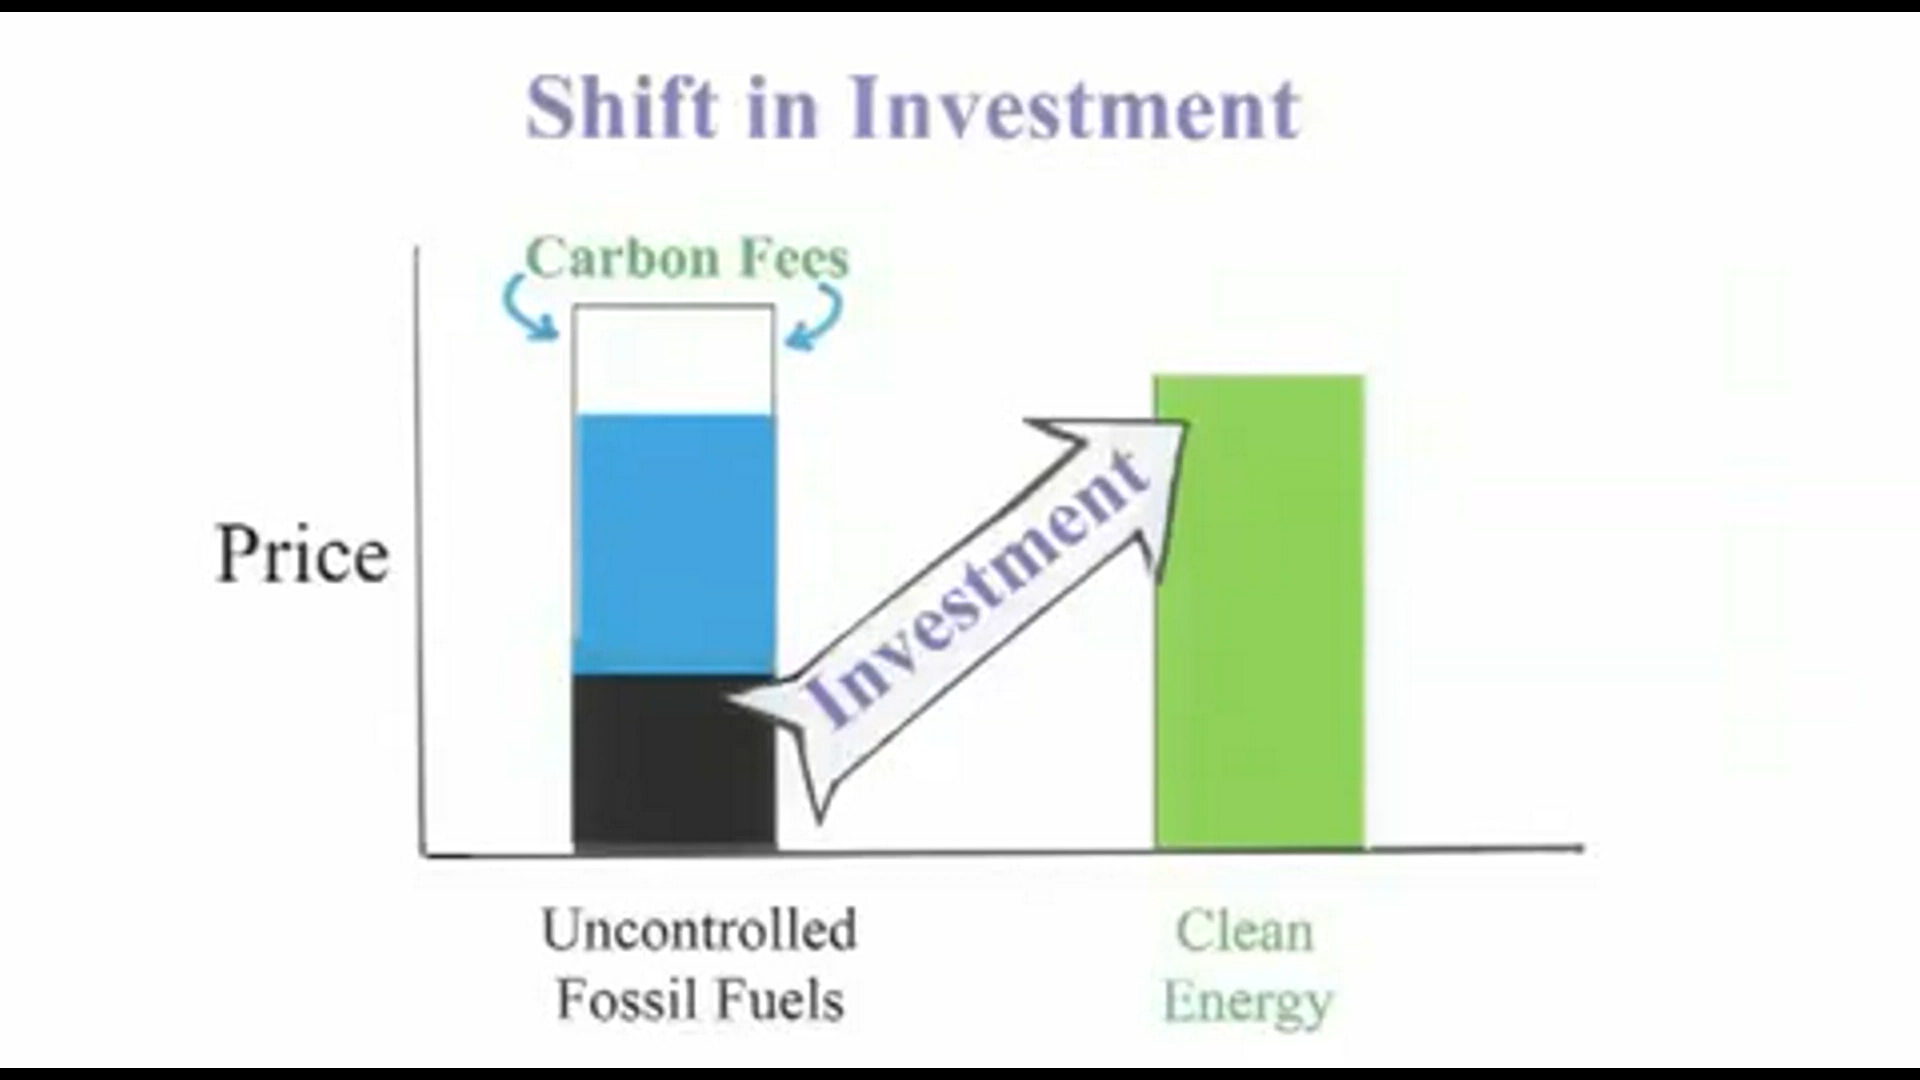 Shift in Investment
Carbon Fees
Price
Investment
Uncontrolled
Fossil Fuels
Clean
Energy